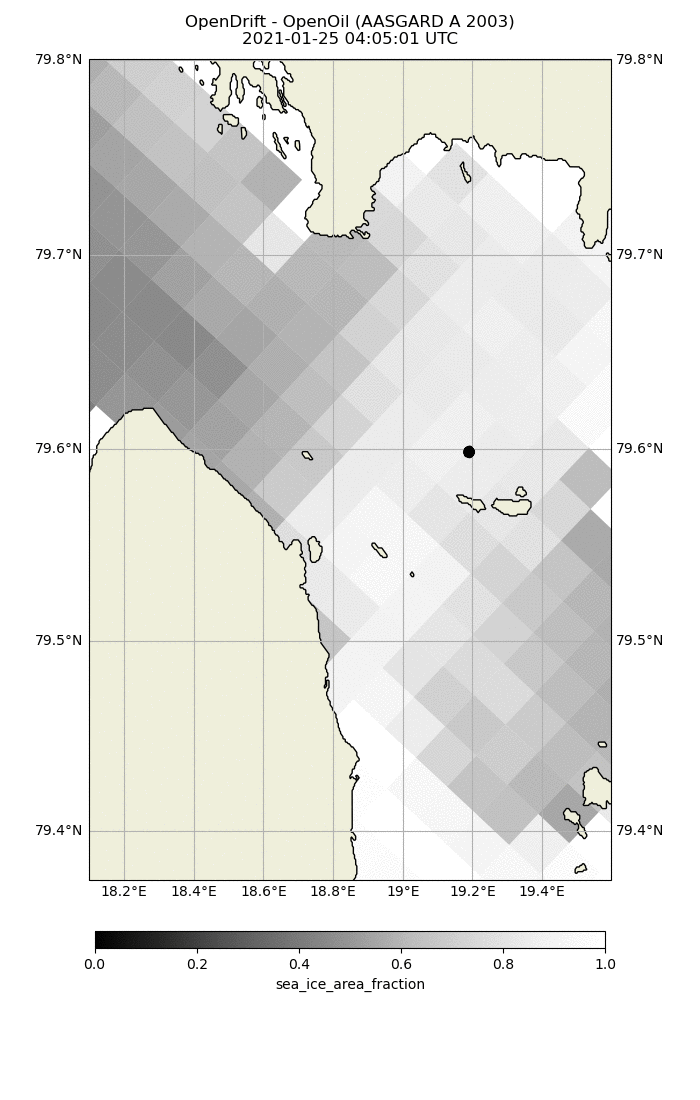 OpenDrift - OpenOil (AASGARD A 2003)
2021-01-25 04:05:01 UTC
79.8°N 79.8°N
79.7°N 79.7°N
79.6°N 79.6°N
79.5°N 79.5°N
79.4°N 79.4°N
18.2°E 18.4°E 18.6°E 18.8°E 19°E 19.2°E 19.4°E
0.0 0.2 0.4 0.6 0.8 1.0
sea_ice_area_fraction